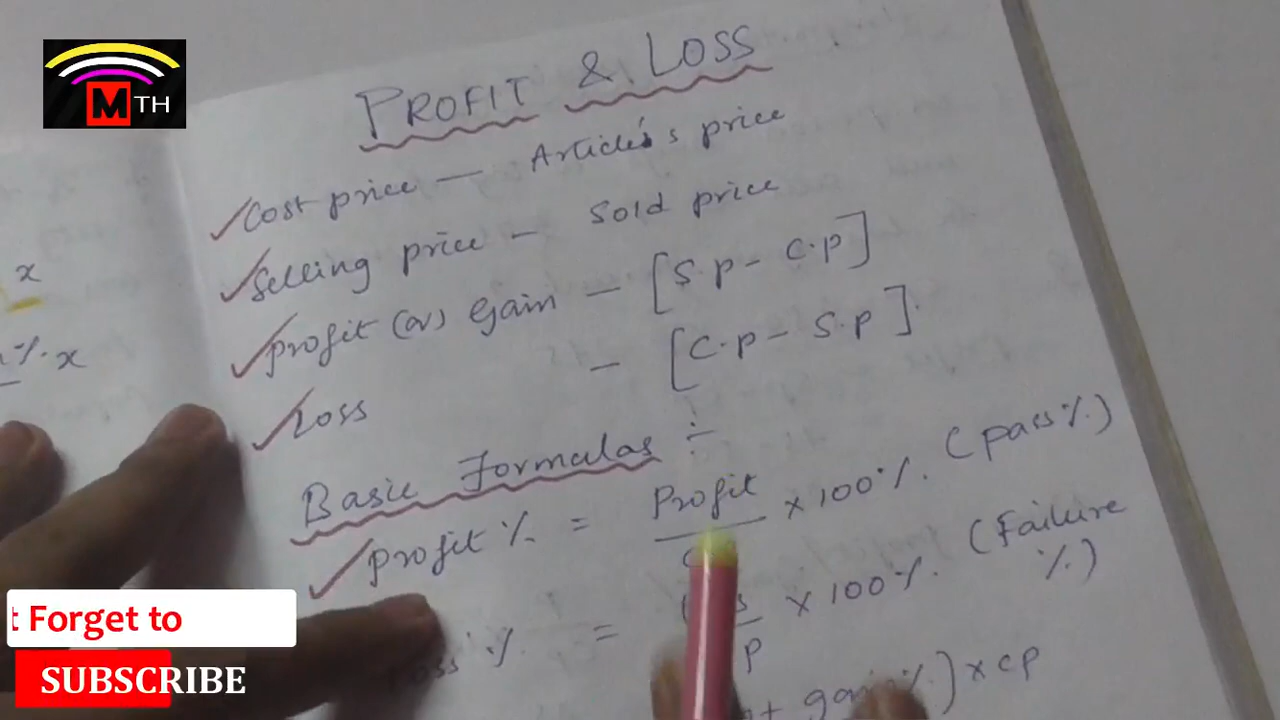 MTH
PROFIT & LOSS
Cost price — Article's price
Selling price — Sold price
profit (or) Gain — [S.p - C.p]
Loss — [C.p - S.p]
Basic Formulas ÷
profit % = Profit × 100%. (pass%)
Loss % = × 100%. (Failure %)
p
+ gain%) × cp
x
%. x
t Forget to
SUBSCRIBE